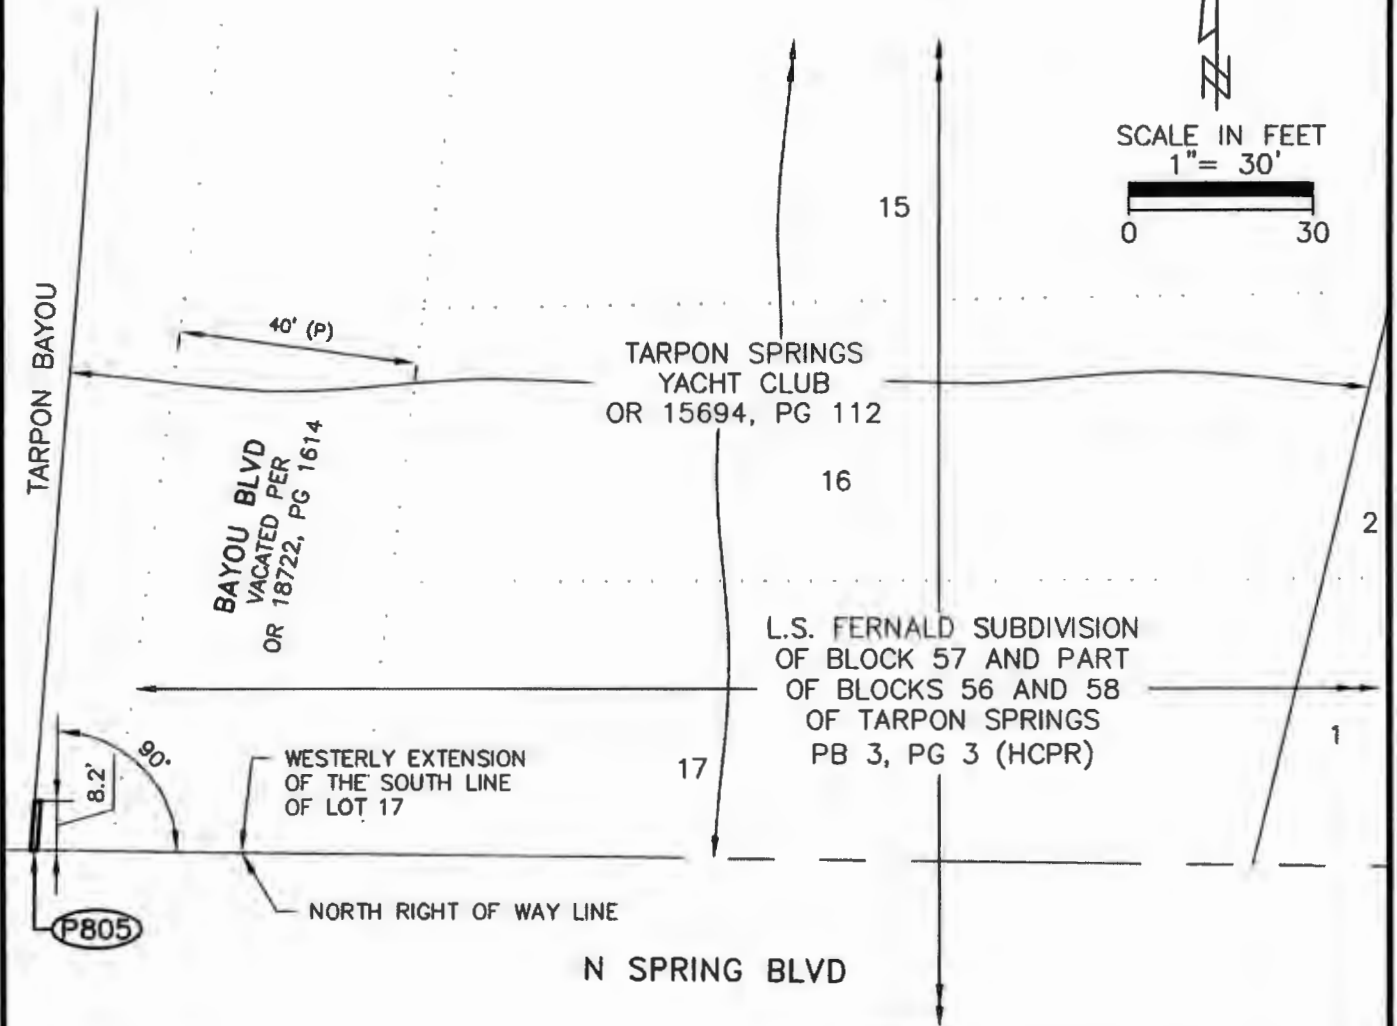 N
SCALE IN FEET
1"= 30'
0 30
15
TARPON BAYOU
40' (P)
TARPON SPRINGS
YACHT CLUB
OR 15694, PG 112
16
2
BAYOU BLVD
VACATED PER
OR 18722, PG 1614
L.S. FERNALD SUBDIVISION
OF BLOCK 57 AND PART
OF BLOCKS 56 AND 58
OF TARPON SPRINGS
PB 3, PG 3 (HCPR)
1
17
90°
8.2'
WESTERLY EXTENSION
OF THE SOUTH LINE
OF LOT 17
NORTH RIGHT OF WAY LINE
P805
N SPRING BLVD